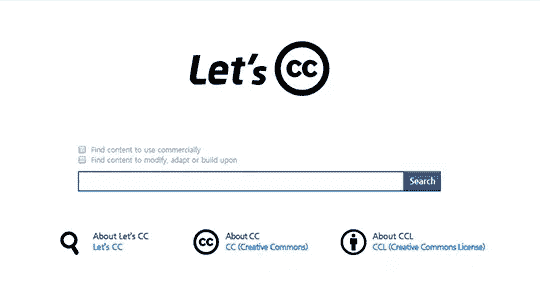 Let's CC
Find content to use commercially
Find content to modify, adapt or build upon
Search
About Let's CC
Let's CC
CC
About CC
CC (Creative Commons)
About CCL
CCL (Creative Commons License)